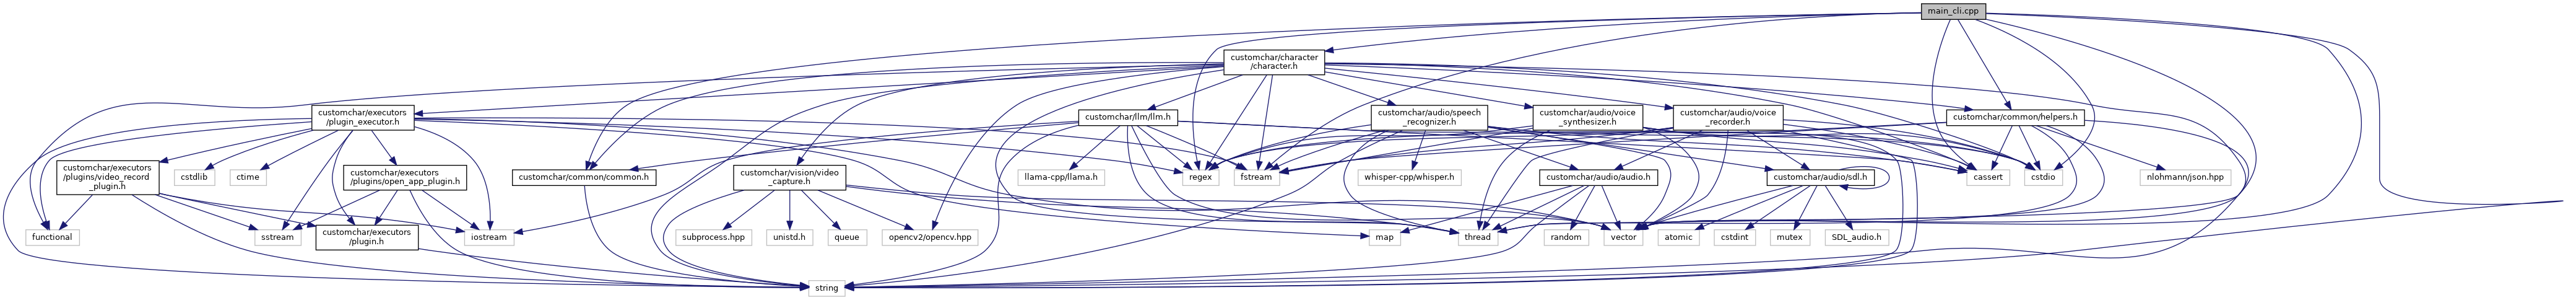 main_cli.cpp
customchar/character
/character.h
customchar/executors
/plugin_executor.h
customchar/llm/llm.h
customchar/audio/speech
_recognizer.h
customchar/audio/voice
_synthesizer.h
customchar/audio/voice
_recorder.h
customchar/common/helpers.h
customchar/executors
/plugins/video_record
_plugin.h
cstdlib
ctime
customchar/executors
/plugins/open_app_plugin.h
customchar/common/common.h
customchar/vision/video
_capture.h
llama-cpp/llama.h
regex
fstream
whisper-cpp/whisper.h
customchar/audio/audio.h
customchar/audio/sdl.h
cassert
cstdio
nlohmann/json.hpp
functional
sstream
customchar/executors
/plugin.h
iostream
subprocess.hpp
unistd.h
queue
opencv2/opencv.hpp
map
thread
random
vector
atomic
cstdint
mutex
SDL_audio.h
string